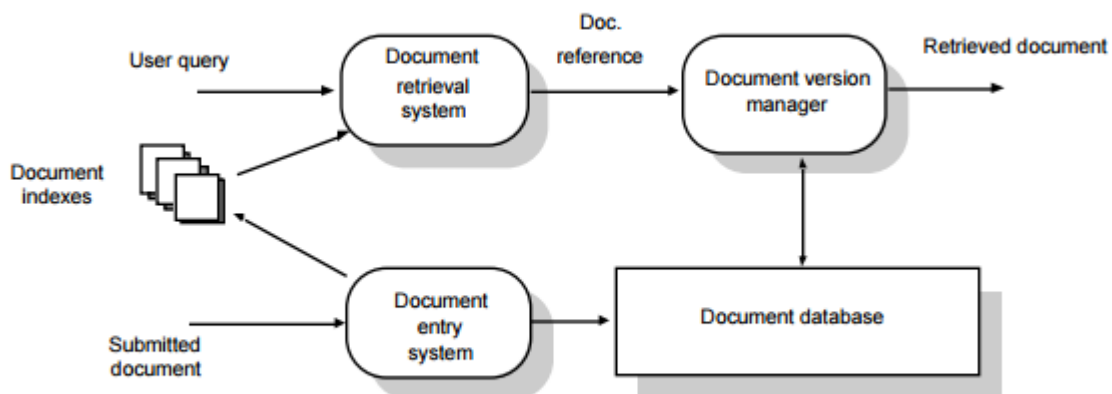 User query
Document
retrieval
system
Doc.
reference
Document version
manager
Retrieved document
Document
indexes
Submitted
document
Document
entry
system
Document database